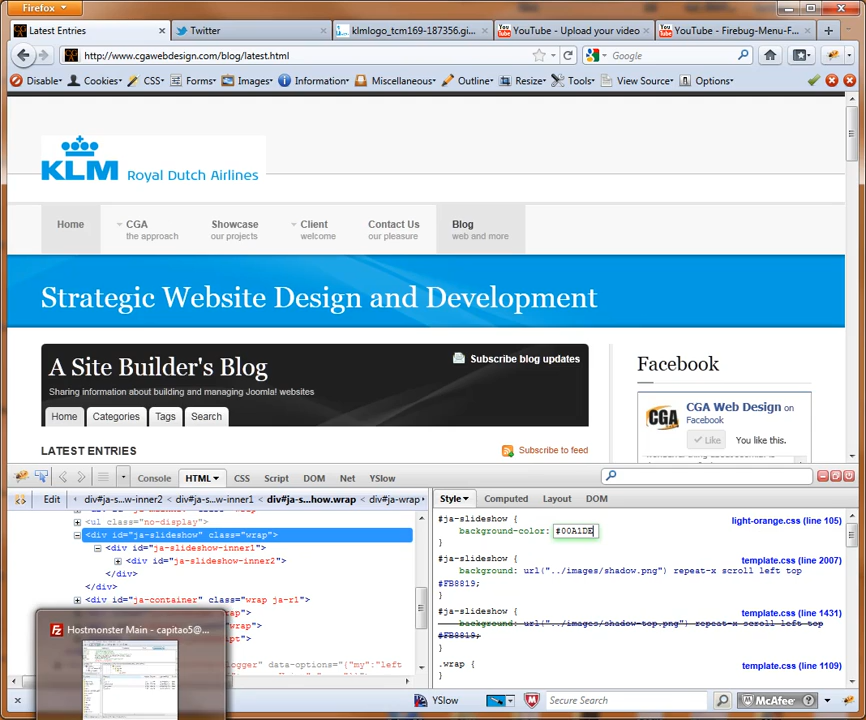 Firefox
Latest Entries
Twitter
klmlogo_tcm169-187356.gi...
YouTube - Upload your video
YouTube - Firebug-Menu-F...
http://www.cgawebdesign.com/blog/latest.html
Google
Disable
Cookies
CSS
Forms
Images
Information
Miscellaneous
Outline
Resize
Tools
View Source
Options
KLM Royal Dutch Airlines
Home
CGA
the approach
Showcase
our projects
Client
welcome
Contact Us
our pleasure
Blog
web and more
Strategic Website Design and Development
A Site Builder's Blog
Subscribe blog updates
Sharing information about building and managing Joomla! websites
Home
Categories
Tags
Search
LATEST ENTRIES
Subscribe to feed
Facebook
CGA
CGA Web Design on
Facebook
Like
You like this.
Console
HTML
CSS
Script
DOM
Net
YSlow
Edit
div#ja-s...w-inner2
div#ja-s...w-inner1
div#ja-s...how.wrap
div#ja-wrap
<ul class="no-display">
<div id="ja-slideshow" class="wrap">
<div id="ja-slideshow-inner1">
<div id="ja-slideshow-inner2">
</div>
</div>
<div id="ja-container" class="wrap ja-r1">
Style
Computed
Layout
DOM
#ja-slideshow {
light-orange.css (line 105)
background-color: #00A1DE
}
#ja-slideshow {
template.css (line 2007)
background: url("../images/shadow.png") repeat-x scroll left top
#FB8819;
}
#ja-slideshow {
template.css (line 1431)
background: url("../images/shadow-top.png") repeat-x scroll left top
#FB8819;
}
.wrap {
template.css (line 1109)
Hostmonster Main - capitao5@...
YSlow
Secure Search
McAfee